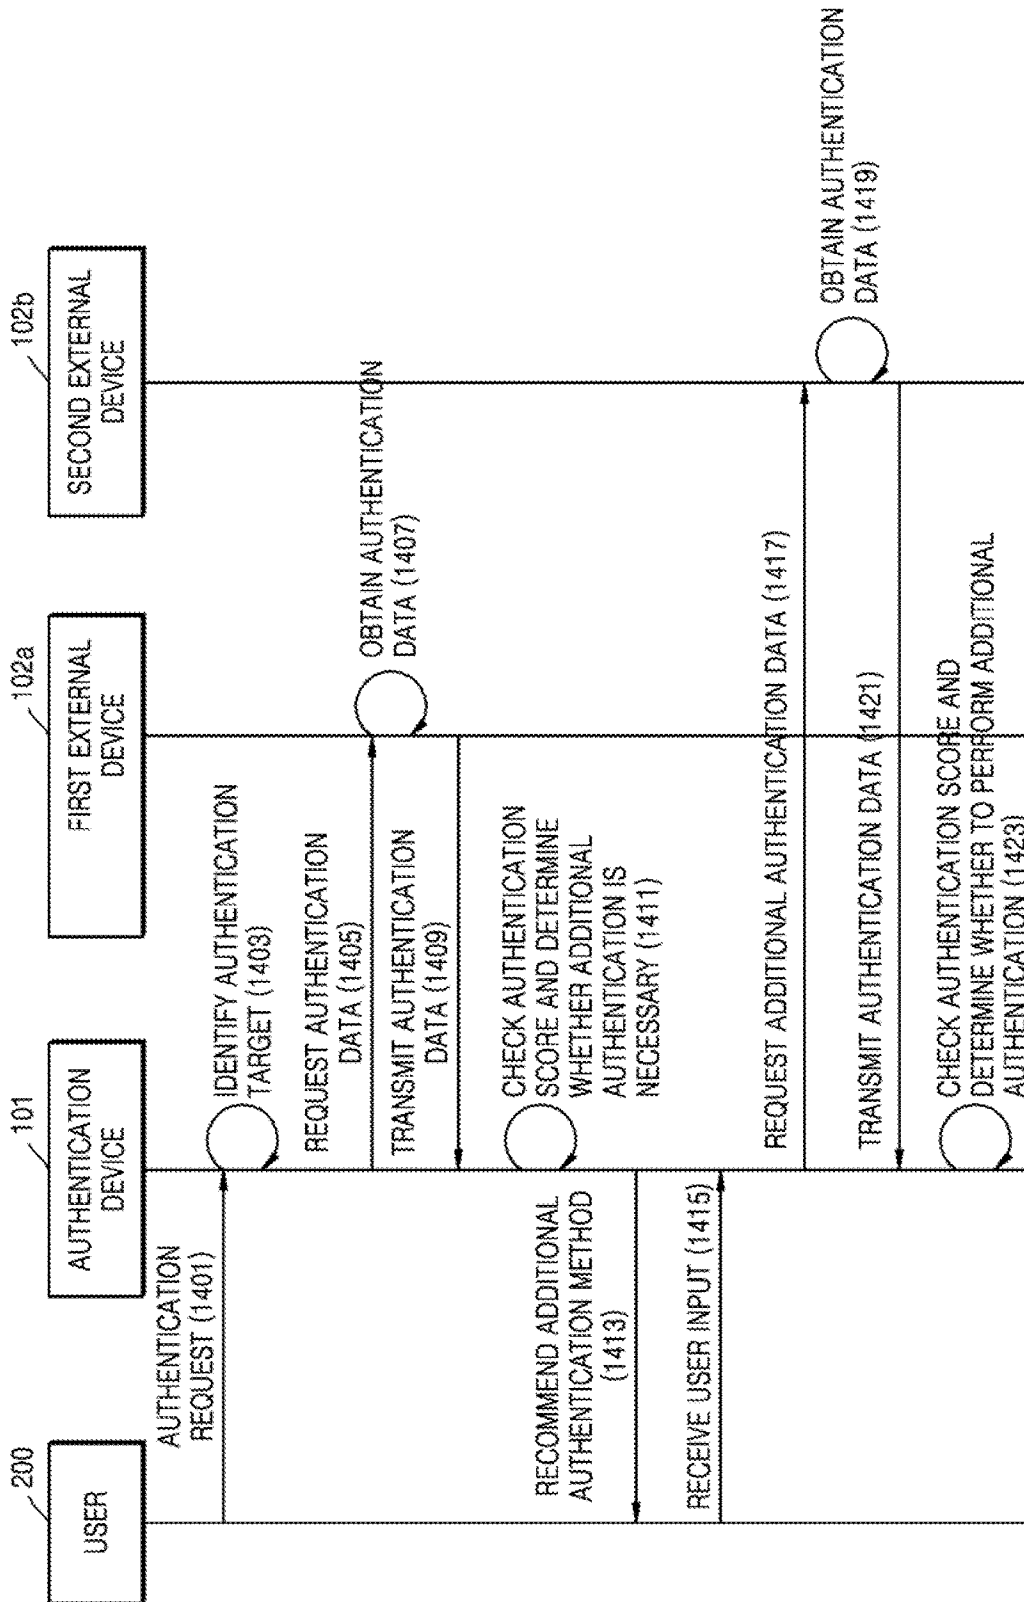 200
USER
101
AUTHENTICATION
DEVICE
102a
FIRST EXTERNAL
DEVICE
102b
SECOND EXTERNAL
DEVICE
AUTHENTICATION
REQUEST (1401)
IDENTIFY AUTHENTICATION
TARGET (1403)
REQUEST AUTHENTICATION
DATA (1405)
OBTAIN AUTHENTICATION
DATA (1407)
TRANSMIT AUTHENTICATION
DATA (1409)
CHECK AUTHENTICATION
SCORE AND DETERMINE
WHETHER ADDITIONAL
AUTHENTICATION IS
NECESSARY (1411)
RECOMMEND ADDITIONAL
AUTHENTICATION METHOD
(1413)
RECEIVE USER INPUT (1415)
REQUEST ADDITIONAL AUTHENTICATION DATA (1417)
OBTAIN AUTHENTICATION
DATA (1419)
TRANSMIT AUTHENTICATION DATA (1421)
CHECK AUTHENTICATION SCORE AND
DETERMINE WHETHER TO PERFORM ADDITIONAL
AUTHENTICATION (1423)